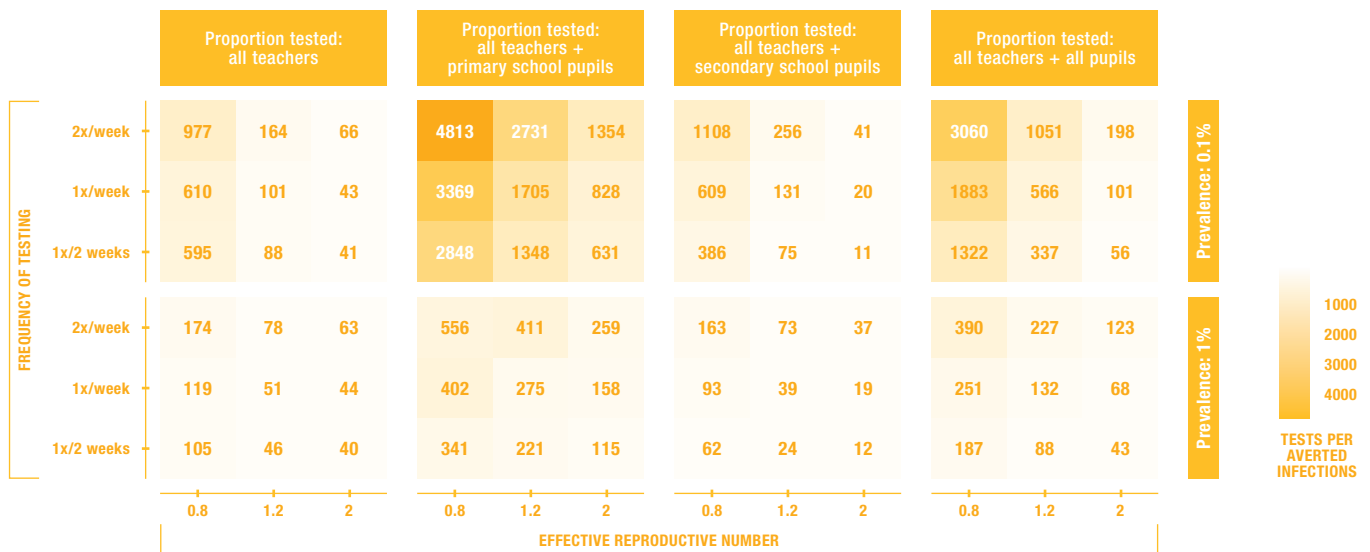 Proportion tested:
all teachers
Proportion tested:
all teachers +
primary school pupils
Proportion tested:
all teachers +
secondary school pupils
Proportion tested:
all teachers + all pupils
FREQUENCY OF TESTING
2x/week 977 164 66 4813 2731 1354 1108 256 41 3060 1051 198
1x/week 610 101 43 3369 1705 828 609 131 20 1883 566 101
1x/2 weeks 595 88 41 2848 1348 631 386 75 11 1322 337 56
Prevalence: 0.1%
2x/week 174 78 63 556 411 259 163 73 37 390 227 123
1x/week 119 51 44 402 275 158 93 39 19 251 132 68
1x/2 weeks 105 46 40 341 221 115 62 24 12 187 88 43
Prevalence: 1%
0.8 1.2 2 0.8 1.2 2 0.8 1.2 2 0.8 1.2 2
EFFECTIVE REPRODUCTIVE NUMBER
1000
2000
3000
4000
TESTS PER
AVERTED
INFECTIONS